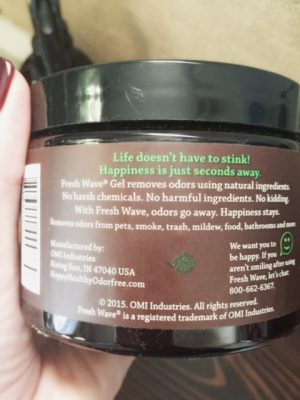 Life doesn't have to stink!
Happiness is just seconds away.
Fresh Wave® Gel removes odors using natural ingredients.
No harsh chemicals. No harmful ingredients. No kidding.
With Fresh Wave, odors go away. Happiness stays.
Removes odors from pets, smoke, trash, mildew, food, bathrooms and more.
Manufactured by:
OMI Industries
Rising Sun, IN 47040 USA
HappyHealthyOdorfree.com
We want you to
be happy. If you
aren't smiling after using
Fresh Wave, let's chat:
800-662-6367.
© 2015. OMI Industries. All rights reserved.
Fresh Wave® is a registered trademark of OMI Industries.